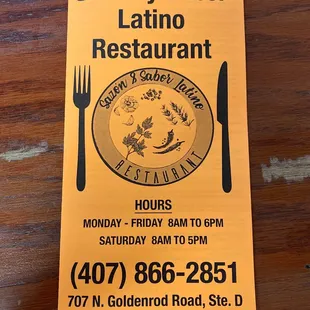 Latino
Restaurant
Sazon & Sabor Latino
RESTAURANT
HOURS
MONDAY - FRIDAY 8AM TO 6PM
SATURDAY 8AM TO 5PM
(407) 866-2851
707 N. Goldenrod Road, Ste. D